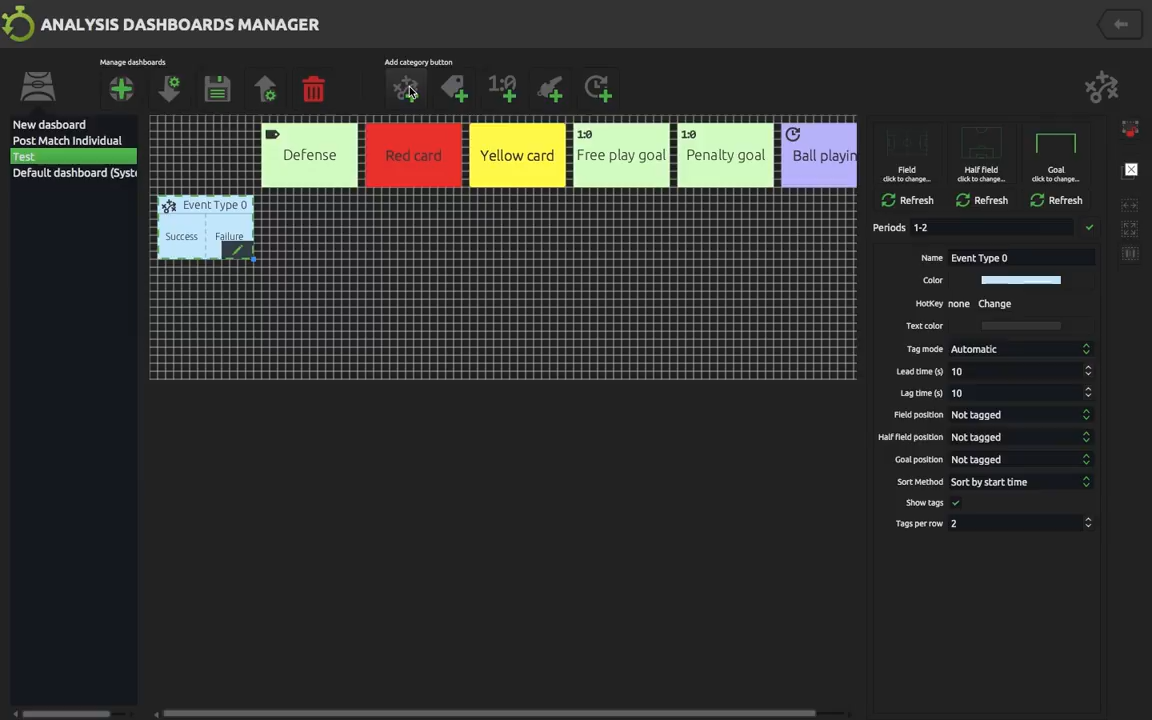 ANALYSIS DASHBOARDS MANAGER
Manage dashboards
Add category button
1:0
New dasboard
Post Match Individual
Test
Default dashboard (Syste
Defense
Red card
Yellow card
1:0
Free play goal
1:0
Penalty goal
Ball playin
Event Type 0
Success
Failure
Field
click to change...
Half field
click to change...
Goal
click to change...
Refresh
Refresh
Refresh
Periods 1-2
Name Event Type 0
Color
HotKey none Change
Text color
Tag mode Automatic
Lead time (s) 10
Lag time (s) 10
Field position Not tagged
Half field position Not tagged
Goal position Not tagged
Sort Method Sort by start time
Show tags
Tags per row 2